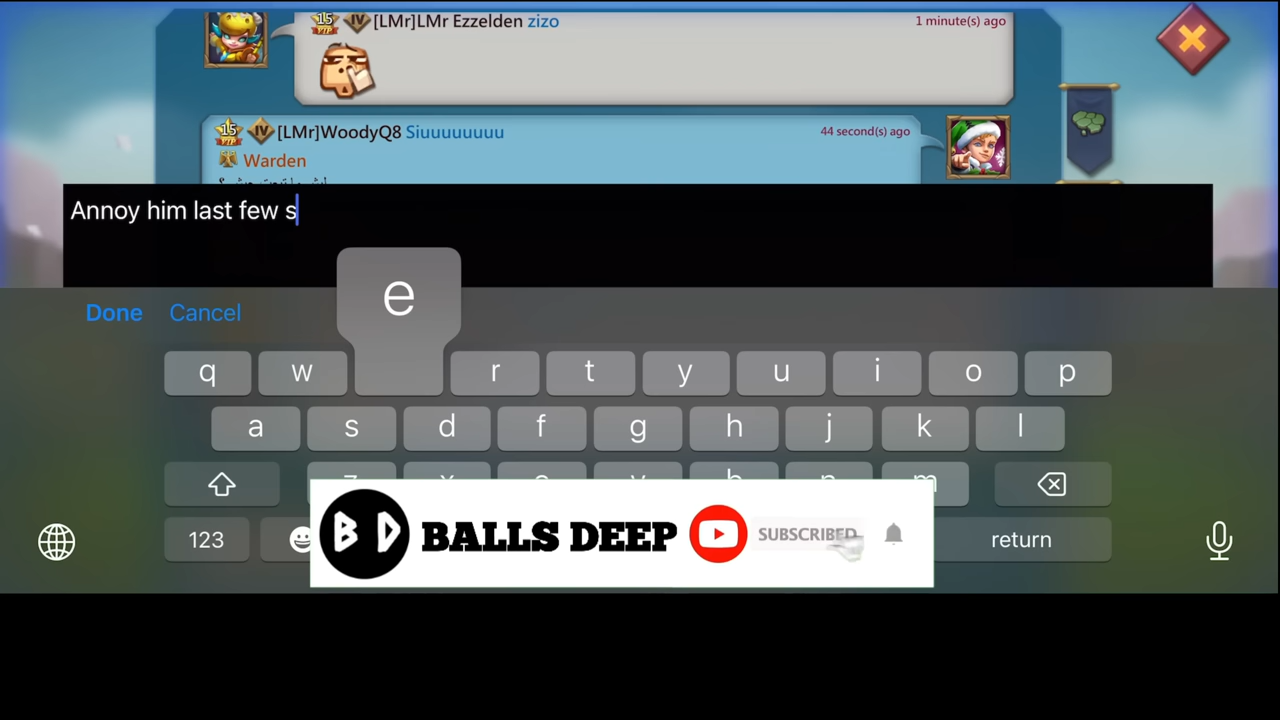 15 VIP IV [LMr]LMr Ezzelden zizo 1 minute(s) ago
15 VIP IV [LMr]WoodyQ8 Siuuuuuuuu 44 second(s) ago
Warden
Annoy him last few s
e
Done Cancel
q w r t y u i o p
a s d f g h j k l
123 return
BD BALLS DEEP SUBSCRIBED